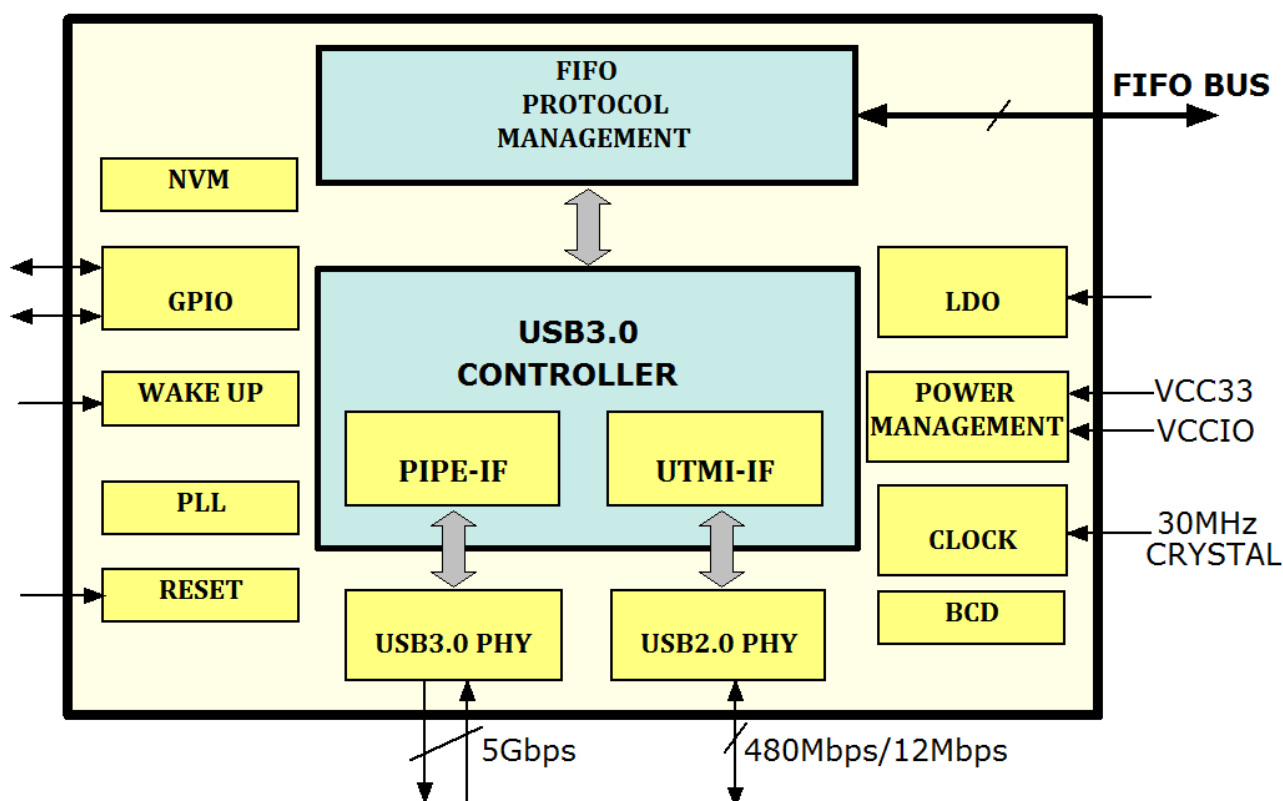 FIFO
PROTOCOL
MANAGEMENT
FIFO BUS
NVM
GPIO
LDO
USB3.0
CONTROLLER
WAKE UP
POWER
MANAGEMENT
VCC33
VCCIO
PIPE-IF
UTMI-IF
PLL
CLOCK
30MHz
CRYSTAL
RESET
BCD
USB3.0 PHY
USB2.0 PHY
5Gbps
480Mbps/12Mbps